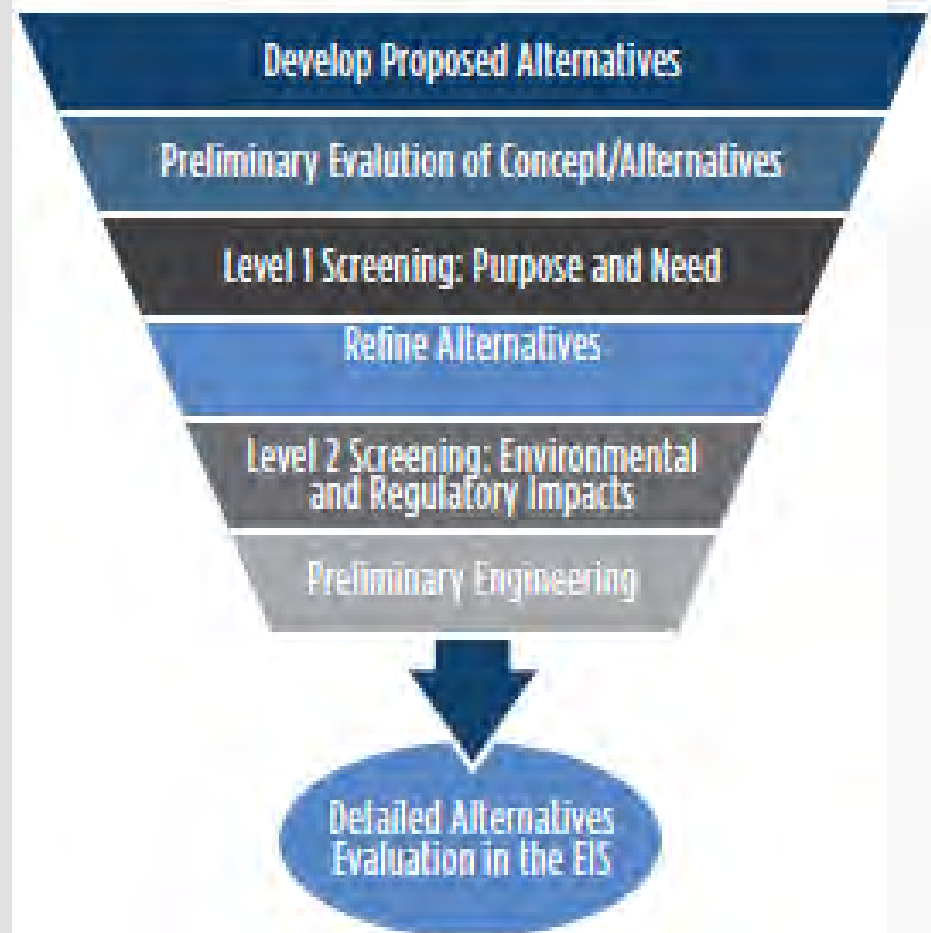 Develop Proposed Alternatives
Preliminary Evalution of Concept/Alternatives
Level 1 Screening: Purpose and Need
Refine Alternatives
Level 2 Screening: Environmental
and Regulatory Impacts
Preliminary Engineering
Detailed Alternatives
Evaluation in the EIS